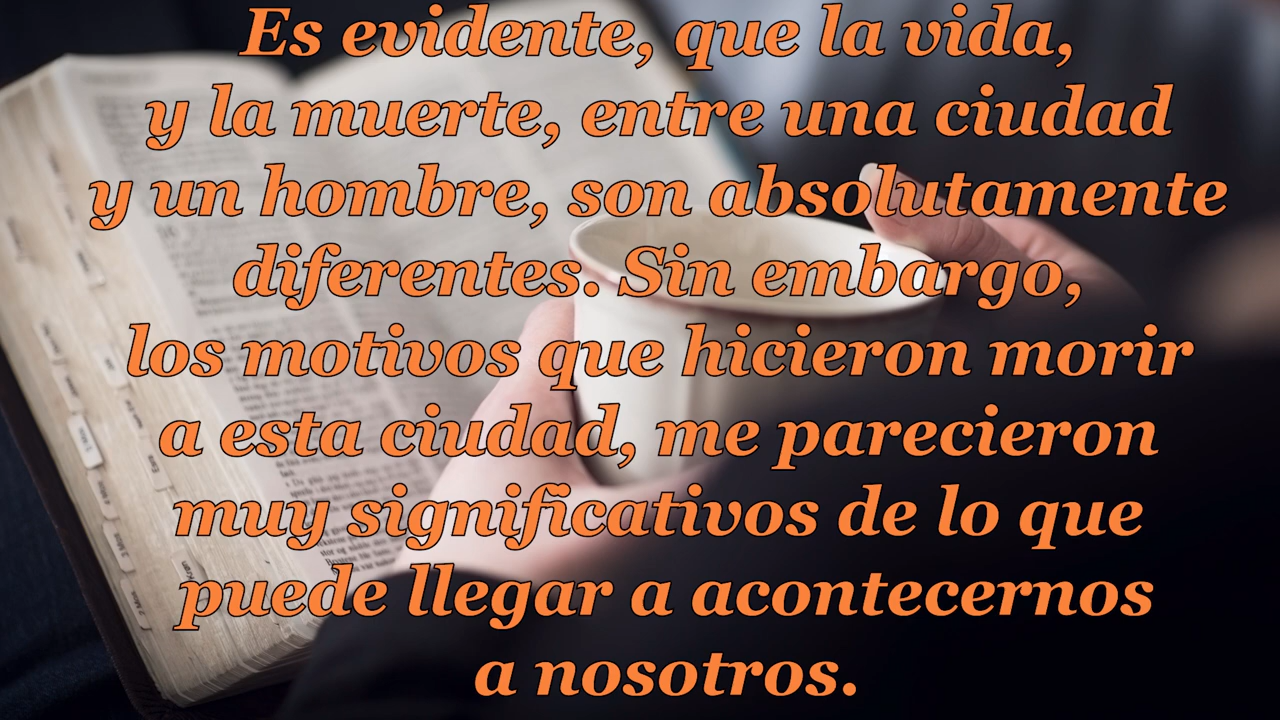 Es evidente, que la vida,
y la muerte, entre una ciudad
y un hombre, son absolutamente
diferentes. Sin embargo,
los motivos que hicieron morir
a esta ciudad, me parecieron
muy significativos de lo que
puede llegar a acontecernos
a nosotros.